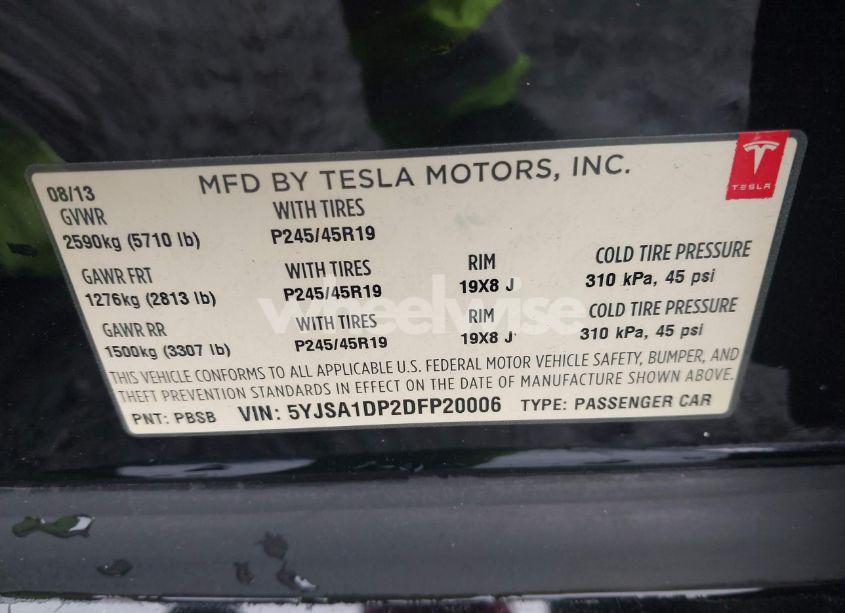 MFD BY TESLA MOTORS, INC.
TESLA
08/13
GVWR WITH TIRES
2590kg (5710 lb) P245/45R19
GAWR FRT WITH TIRES RIM COLD TIRE PRESSURE
1276kg (2813 lb) P245/45R19 19X8 J 310 kPa, 45 psi
GAWR RR WITH TIRES RIM COLD TIRE PRESSURE
1500kg (3307 lb) P245/45R19 19X8 J 310 kPa, 45 psi
THIS VEHICLE CONFORMS TO ALL APPLICABLE U.S. FEDERAL MOTOR VEHICLE SAFETY, BUMPER, AND
THEFT PREVENTION STANDARDS IN EFFECT ON THE DATE OF MANUFACTURE SHOWN ABOVE.
PNT: PBSB VIN: 5YJSA1DP2DFP20006 TYPE: PASSENGER CAR
wheelwise